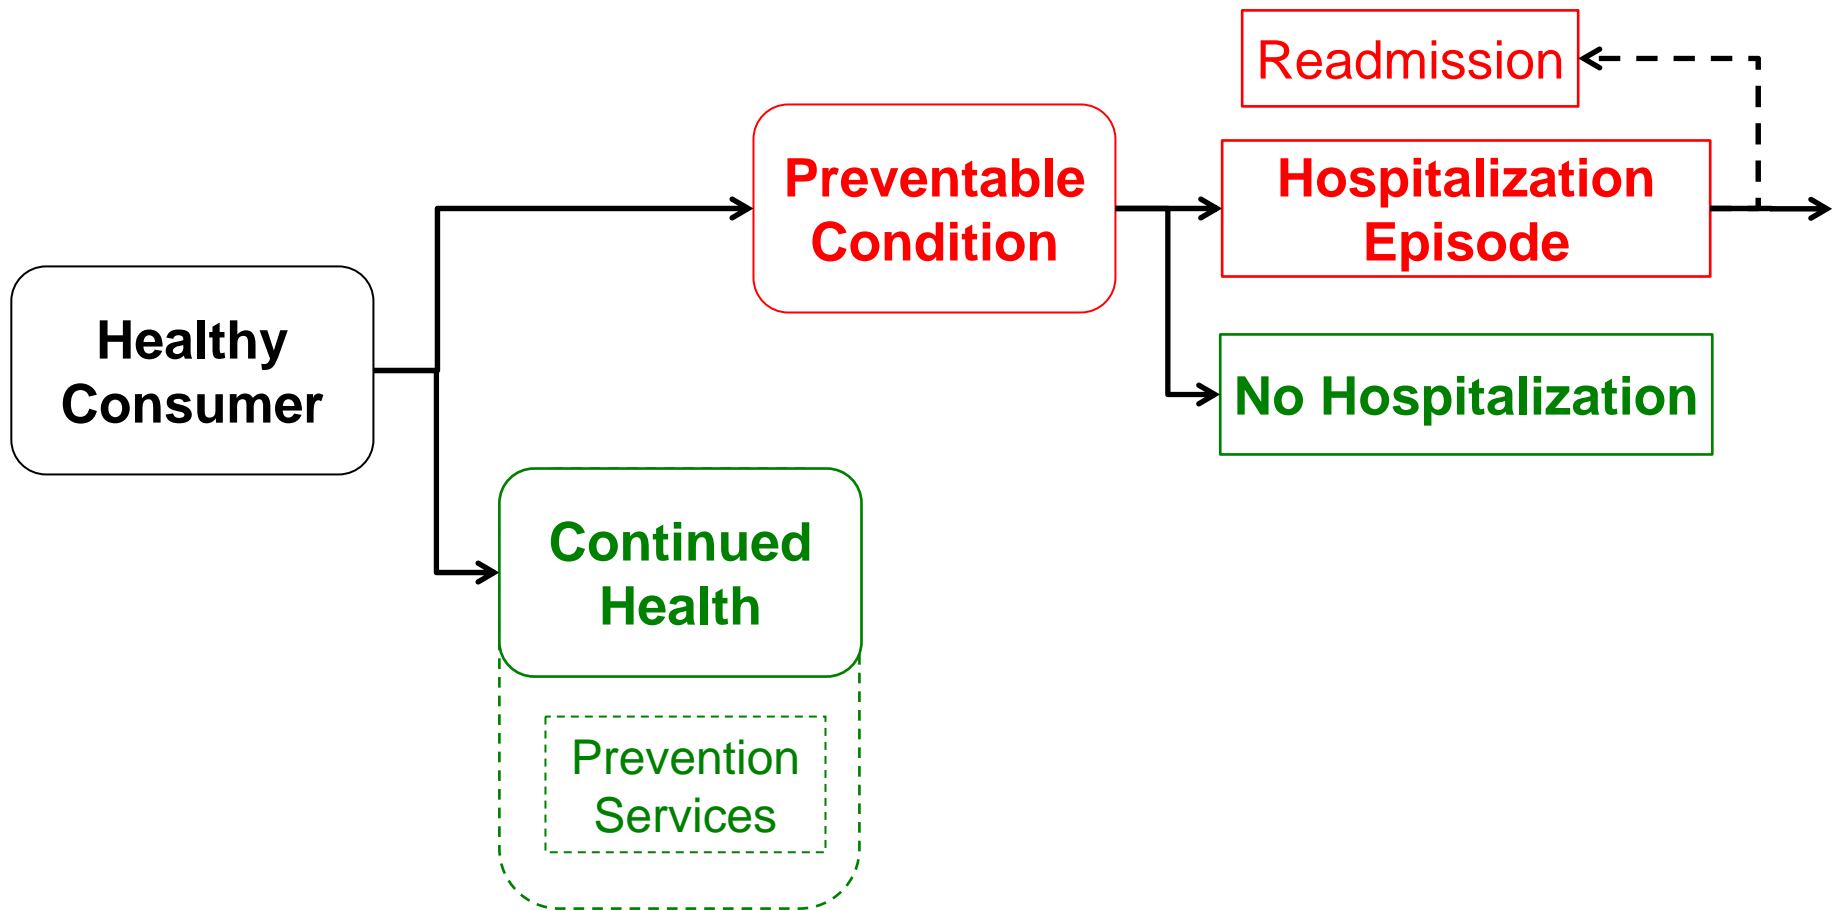 Readmission
Preventable
Condition
Hospitalization
Episode
Healthy
Consumer
No Hospitalization
Continued
Health
Prevention
Services